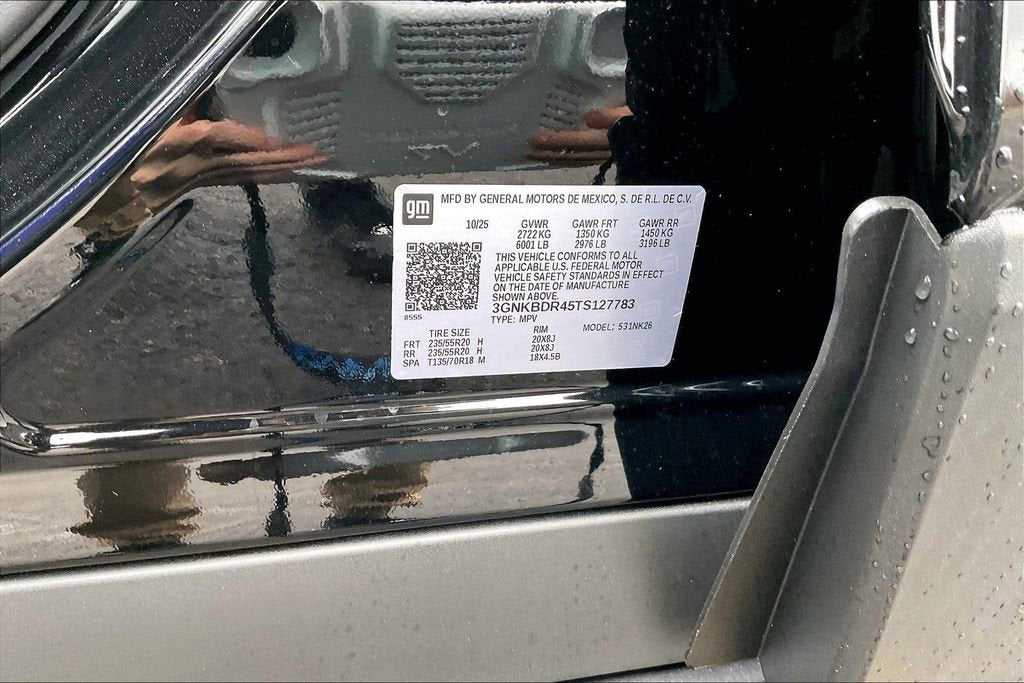 gm MFD BY GENERAL MOTORS DE MEXICO, S. DE R.L. DE C.V.
10/25 GVWR GAWR FRT GAWR RR
2722 KG 1350 KG 1450 KG
6001 LB 2976 LB 3196 LB
THIS VEHICLE CONFORMS TO ALL
APPLICABLE U.S. FEDERAL MOTOR
VEHICLE SAFETY STANDARDS IN EFFECT
ON THE DATE OF MANUFACTURE
SHOWN ABOVE.
3GNKBDR45TS127783
8555 TYPE: MPV
TIRE SIZE RIM MODEL: 531NK26
FRT 235/55R20 H 20X8J
RR 235/55R20 H 20X8J
SPA T135/70R18 M 18X4.5B